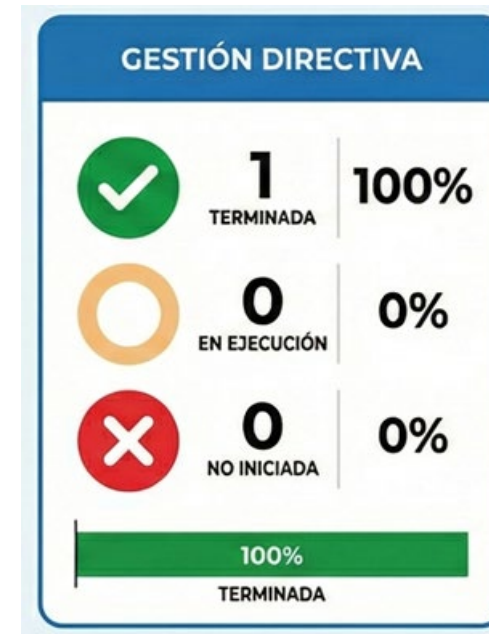 GESTIÓN DIRECTIVA
1 100%
TERMINADA
0 0%
EN EJECUCIÓN
0 0%
NO INICIADA
100%
TERMINADA